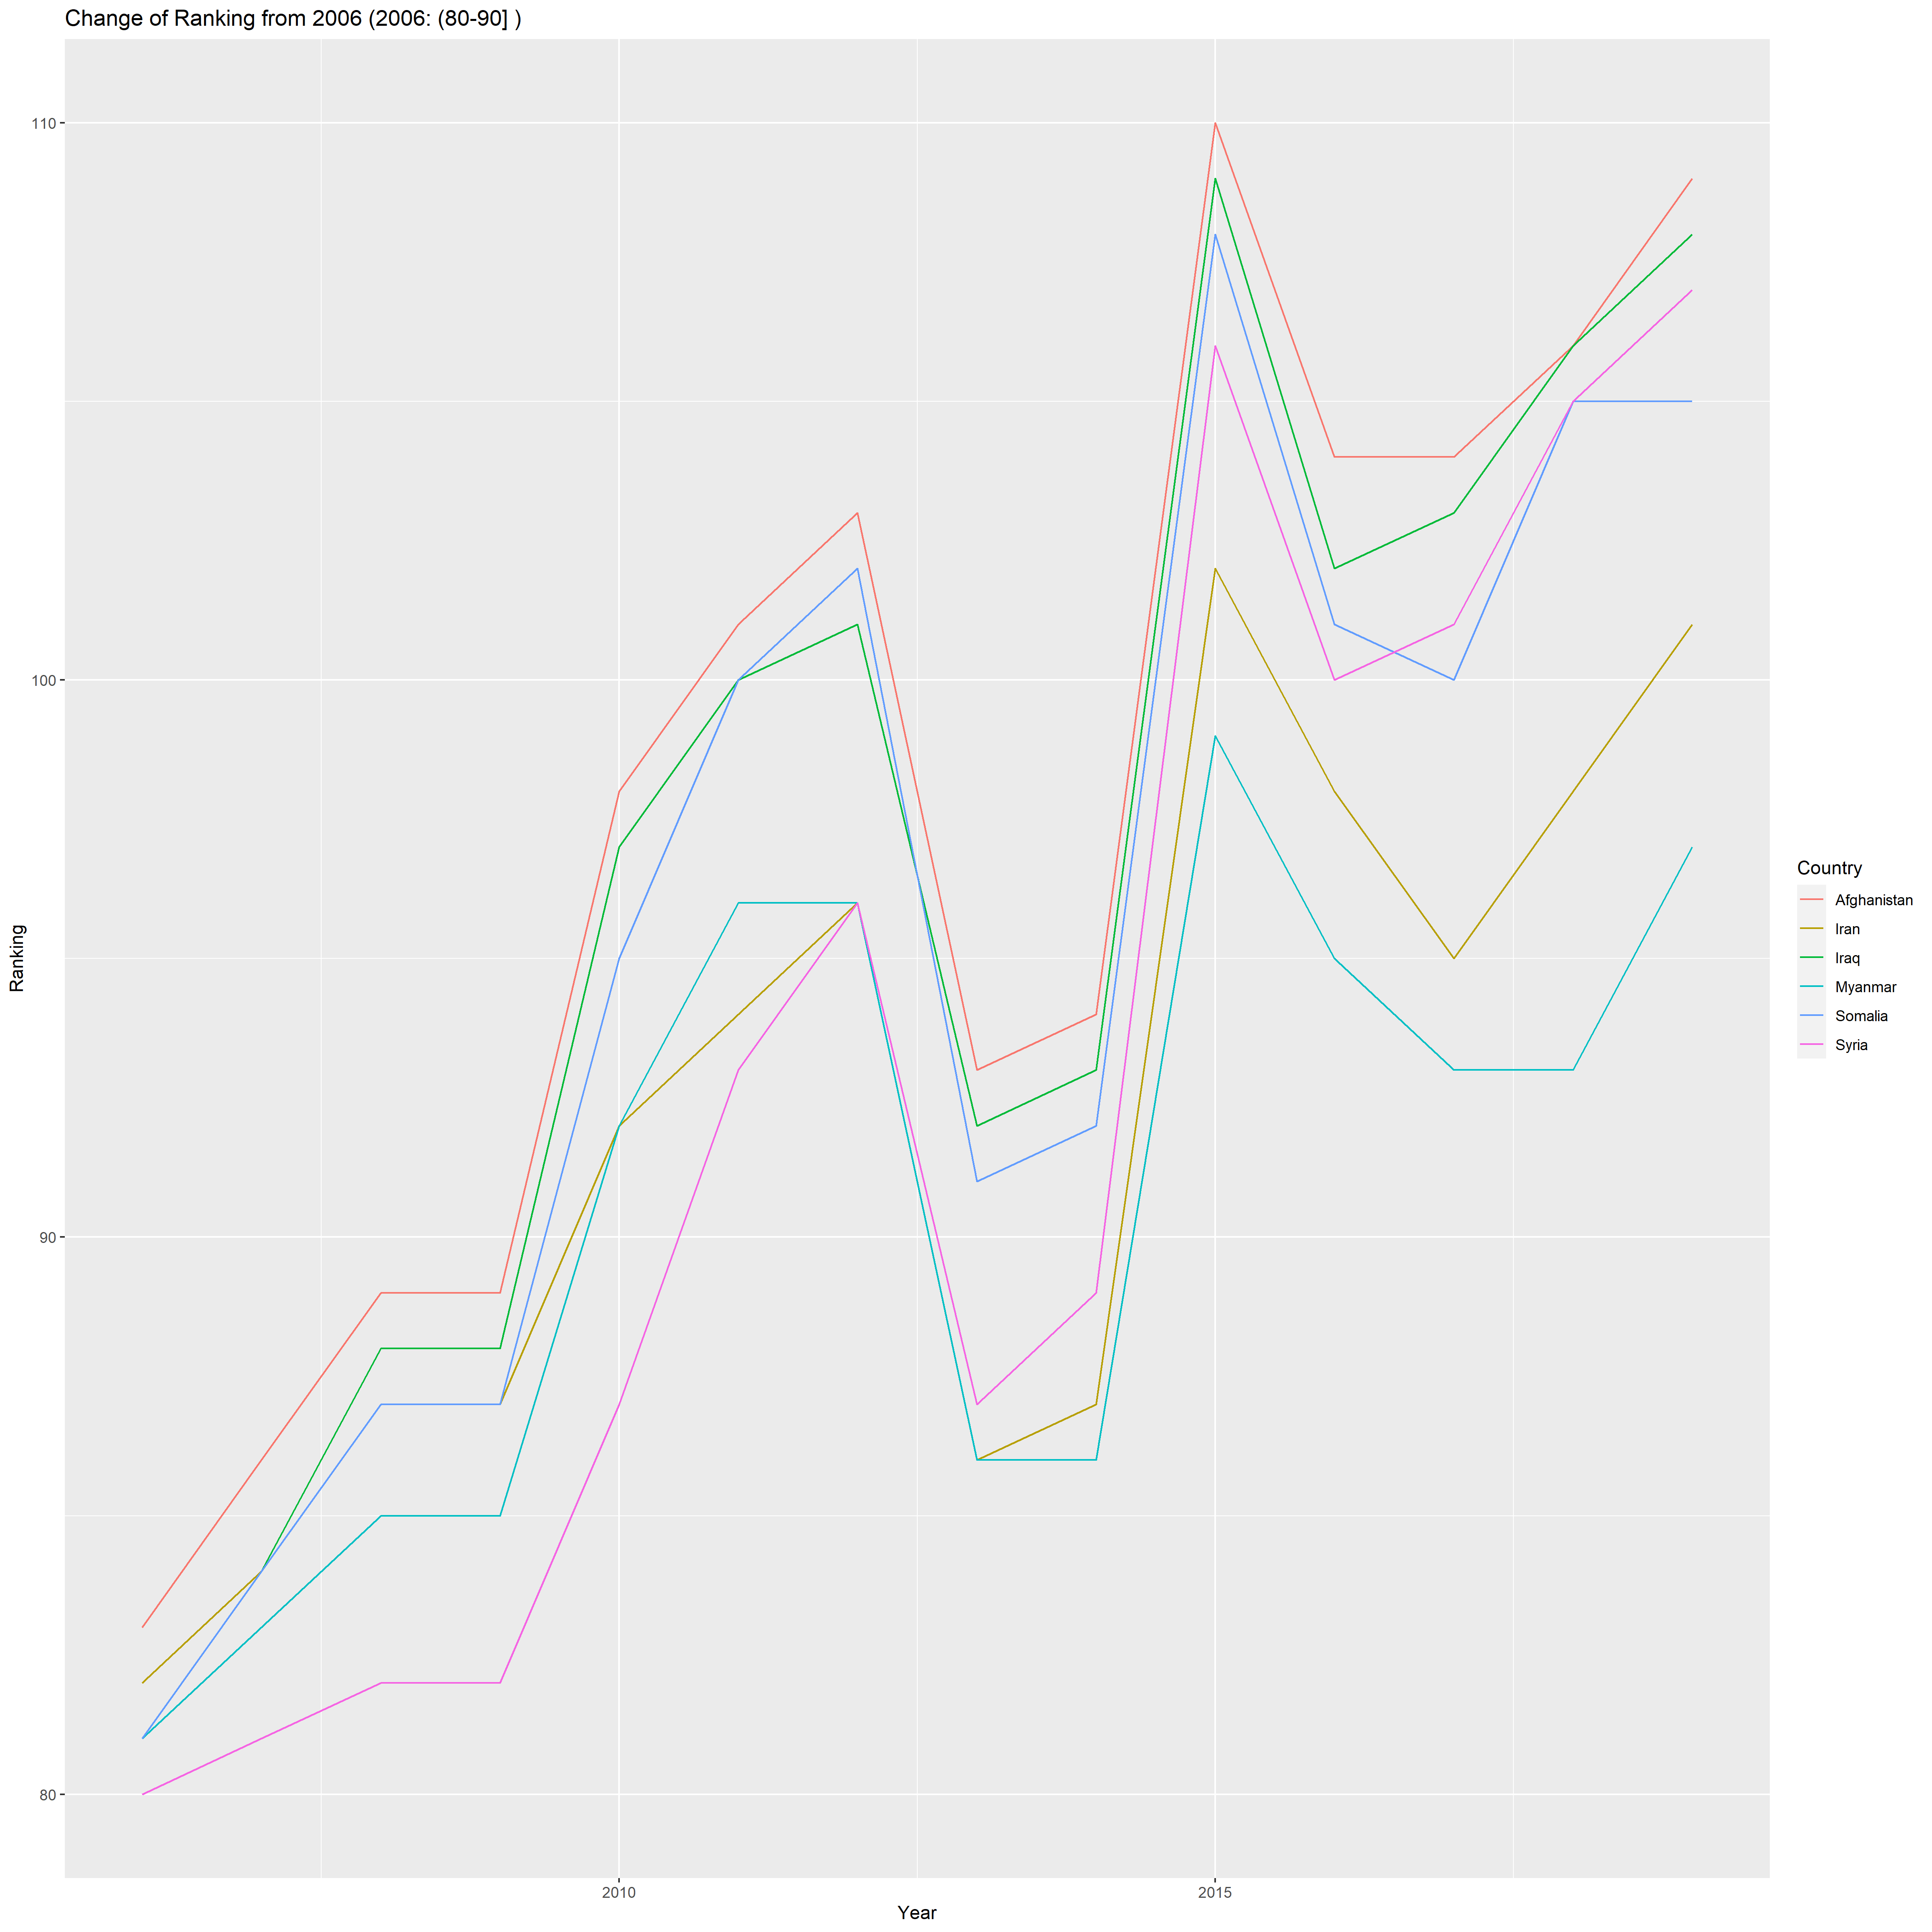 Change of Ranking from 2006 (2006: (80-90] )
110
100
90
80
Ranking
2010
2015
Year
Country
Afghanistan
Iran
Iraq
Myanmar
Somalia
Syria